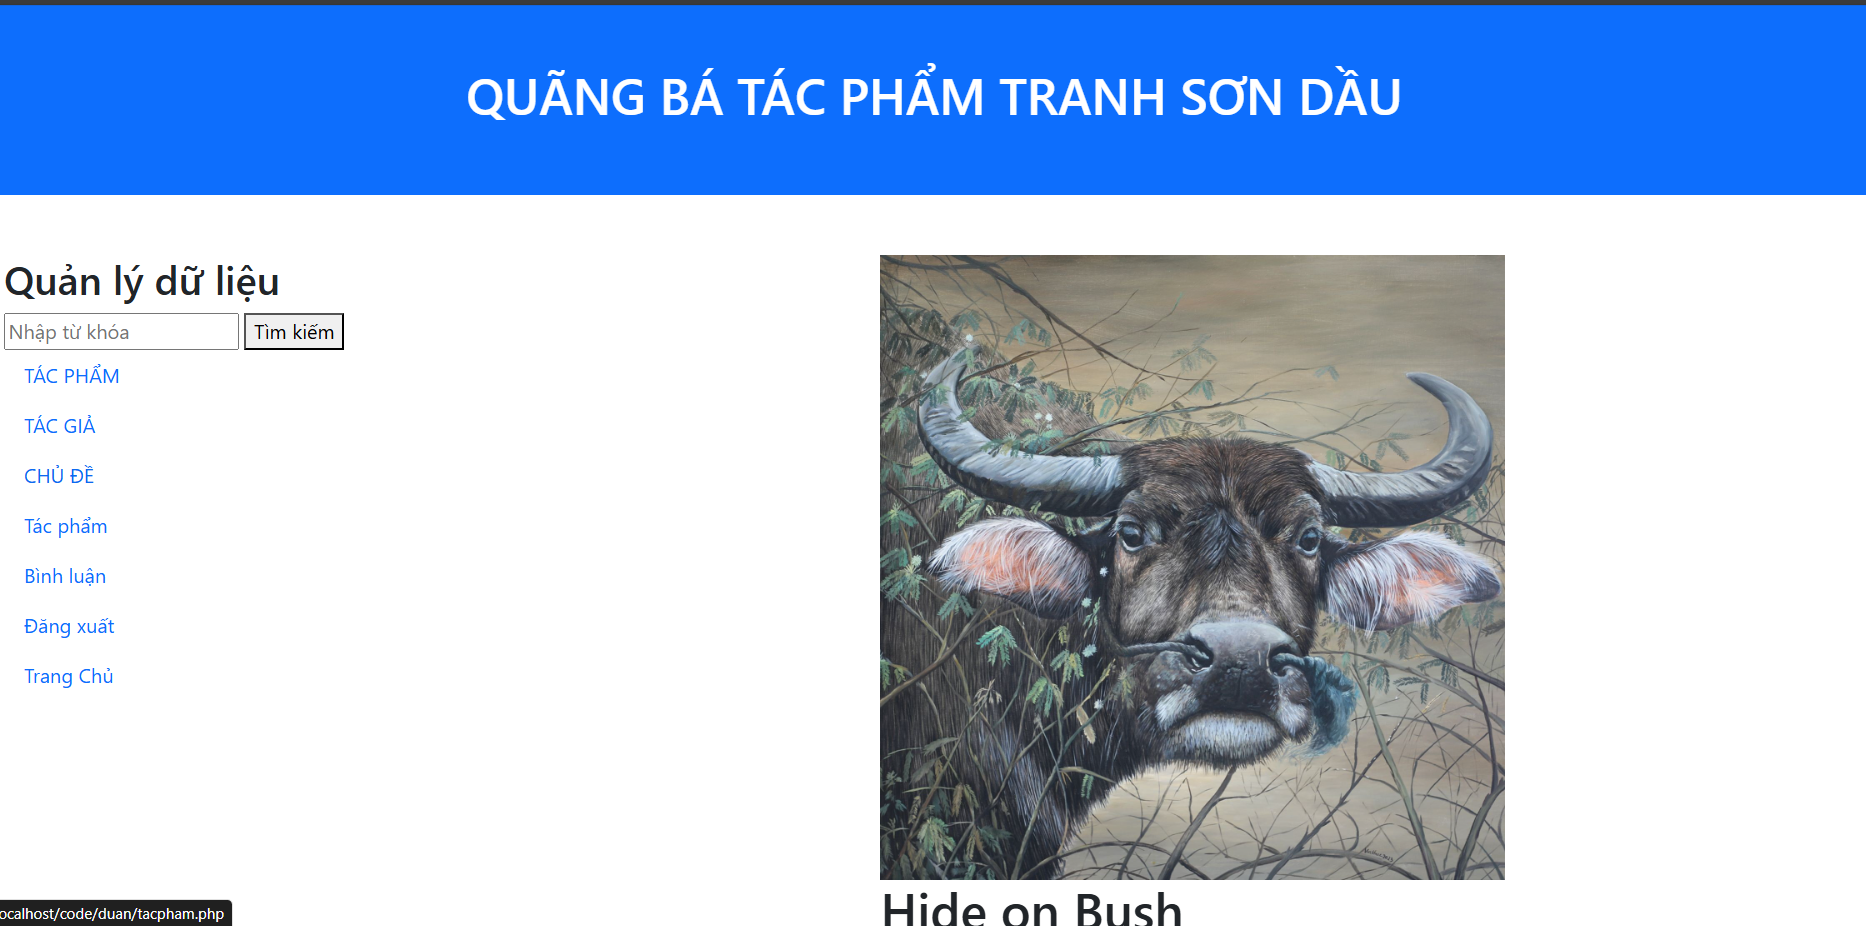 QUÃNG BÁ TÁC PHẨM TRANH SƠN DẦU
Quản lý dữ liệu
Nhập từ khóa
Tìm kiếm
TÁC PHẨM
TÁC GIẢ
CHỦ ĐỀ
Tác phẩm
Bình luận
Đăng xuất
Trang Chủ
Hide on Bush
ocalhost/code/duan/tacpham.php